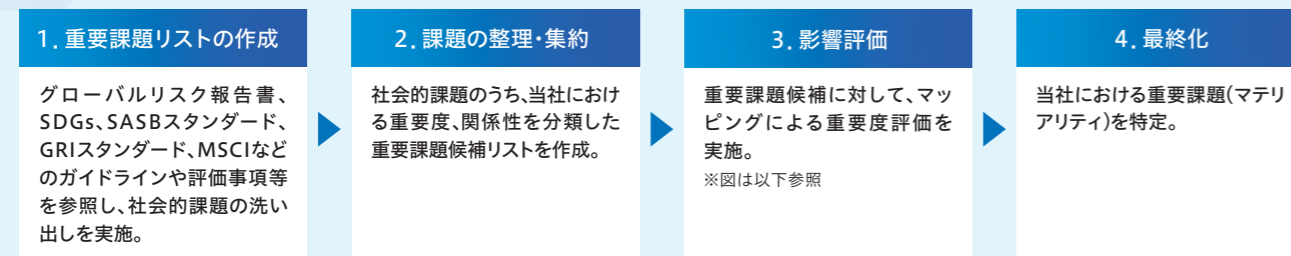 1. 重要課題リストの作成
グローバルリスク報告書、
SDGs、SASBスタンダード、
GRIスタンダード、MSCIなど
のガイドラインや評価事項等
を参照し、社会的課題の洗い
出しを実施。
2. 課題の整理・集約
社会的課題のうち、当社におけ
る重要度、関係性を分類した
重要課題候補リストを作成。
3. 影響評価
重要課題候補に対して、マッ
ピングによる重要度評価を
実施。
※図は以下参照
4. 最終化
当社における重要課題(マテリ
アリティ)を特定。